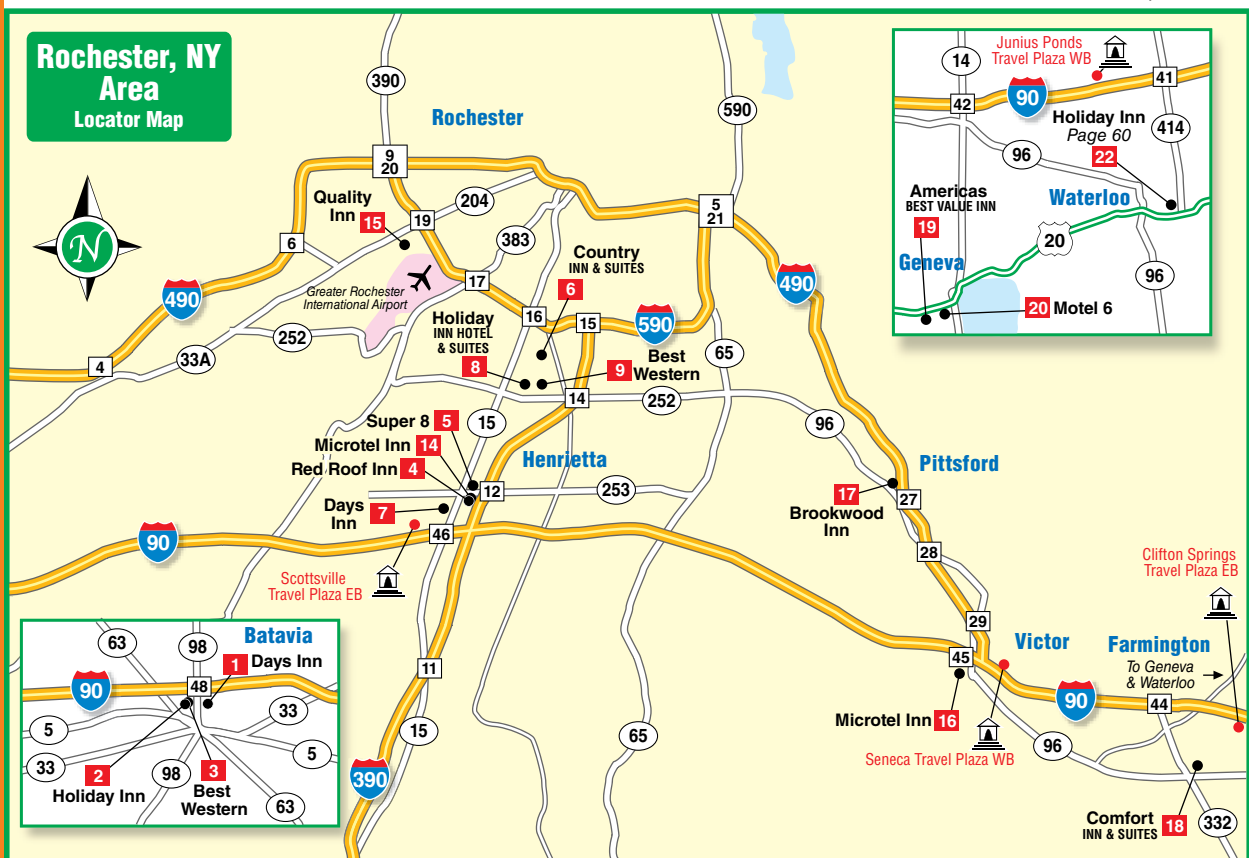 Rochester, NY
Area
Locator Map
N
390
Rochester
590
9
20
Quality
Inn
15
19
204
5
21
6
383
Country
INN & SUITES
6
Greater Rochester
International Airport
17
490
490
Holiday
INN HOTEL
& SUITES
8
16
15
590
252
33A
4
65
9
Best
Western
14
252
96
Super 8
5
15
Microtel Inn
14
Red Roof Inn
4
Henrietta
Pittsford
12
253
17
Brookwood
Inn
27
Days
Inn
7
46
90
28
Scottsville
Travel Plaza EB
Clifton Springs
Travel Plaza EB
29
Victor
Farmington
To Geneva
& Waterloo
45
11
90
44
Microtel Inn
16
Seneca Travel Plaza WB
15
65
96
390
Comfort
INN & SUITES
18
332
Junius Ponds
Travel Plaza WB
14
42
90
41
Holiday Inn
Page 60
22
414
96
Americas
BEST VALUE INN
19
Waterloo
20
Geneva
96
20
Motel 6
63
98
Batavia
1
Days Inn
90
48
33
5
5
33
98
2
Holiday Inn
3
Best
Western
63